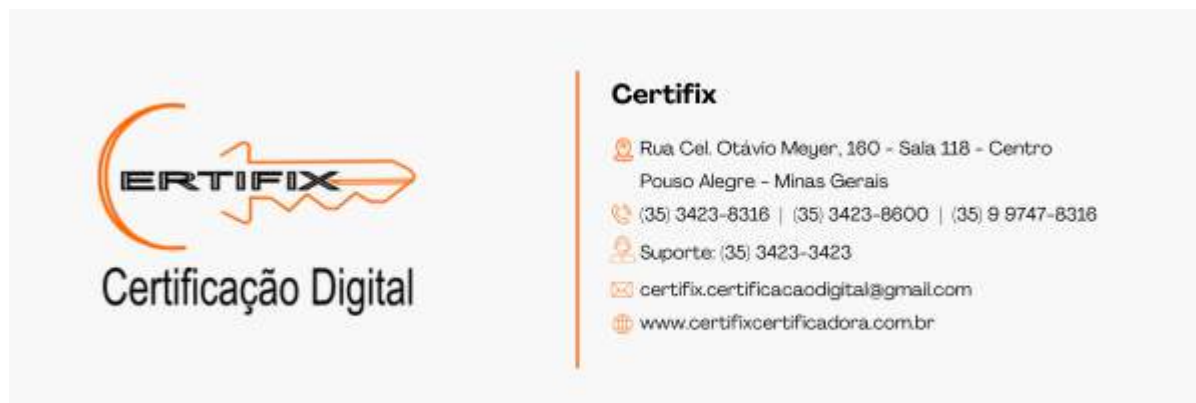 CERTIFIX
Certificação Digital
Certifix
Rua Cel. Otávio Meyer, 160 - Sala 118 - Centro
Pouso Alegre - Minas Gerais
(35) 3423-8316 | (35) 3423-8600 | (35) 9 9747-8316
Suporte: (35) 3423-3423
certifix.certificacaodigital@gmail.com
www.certifixcertificadora.com.br